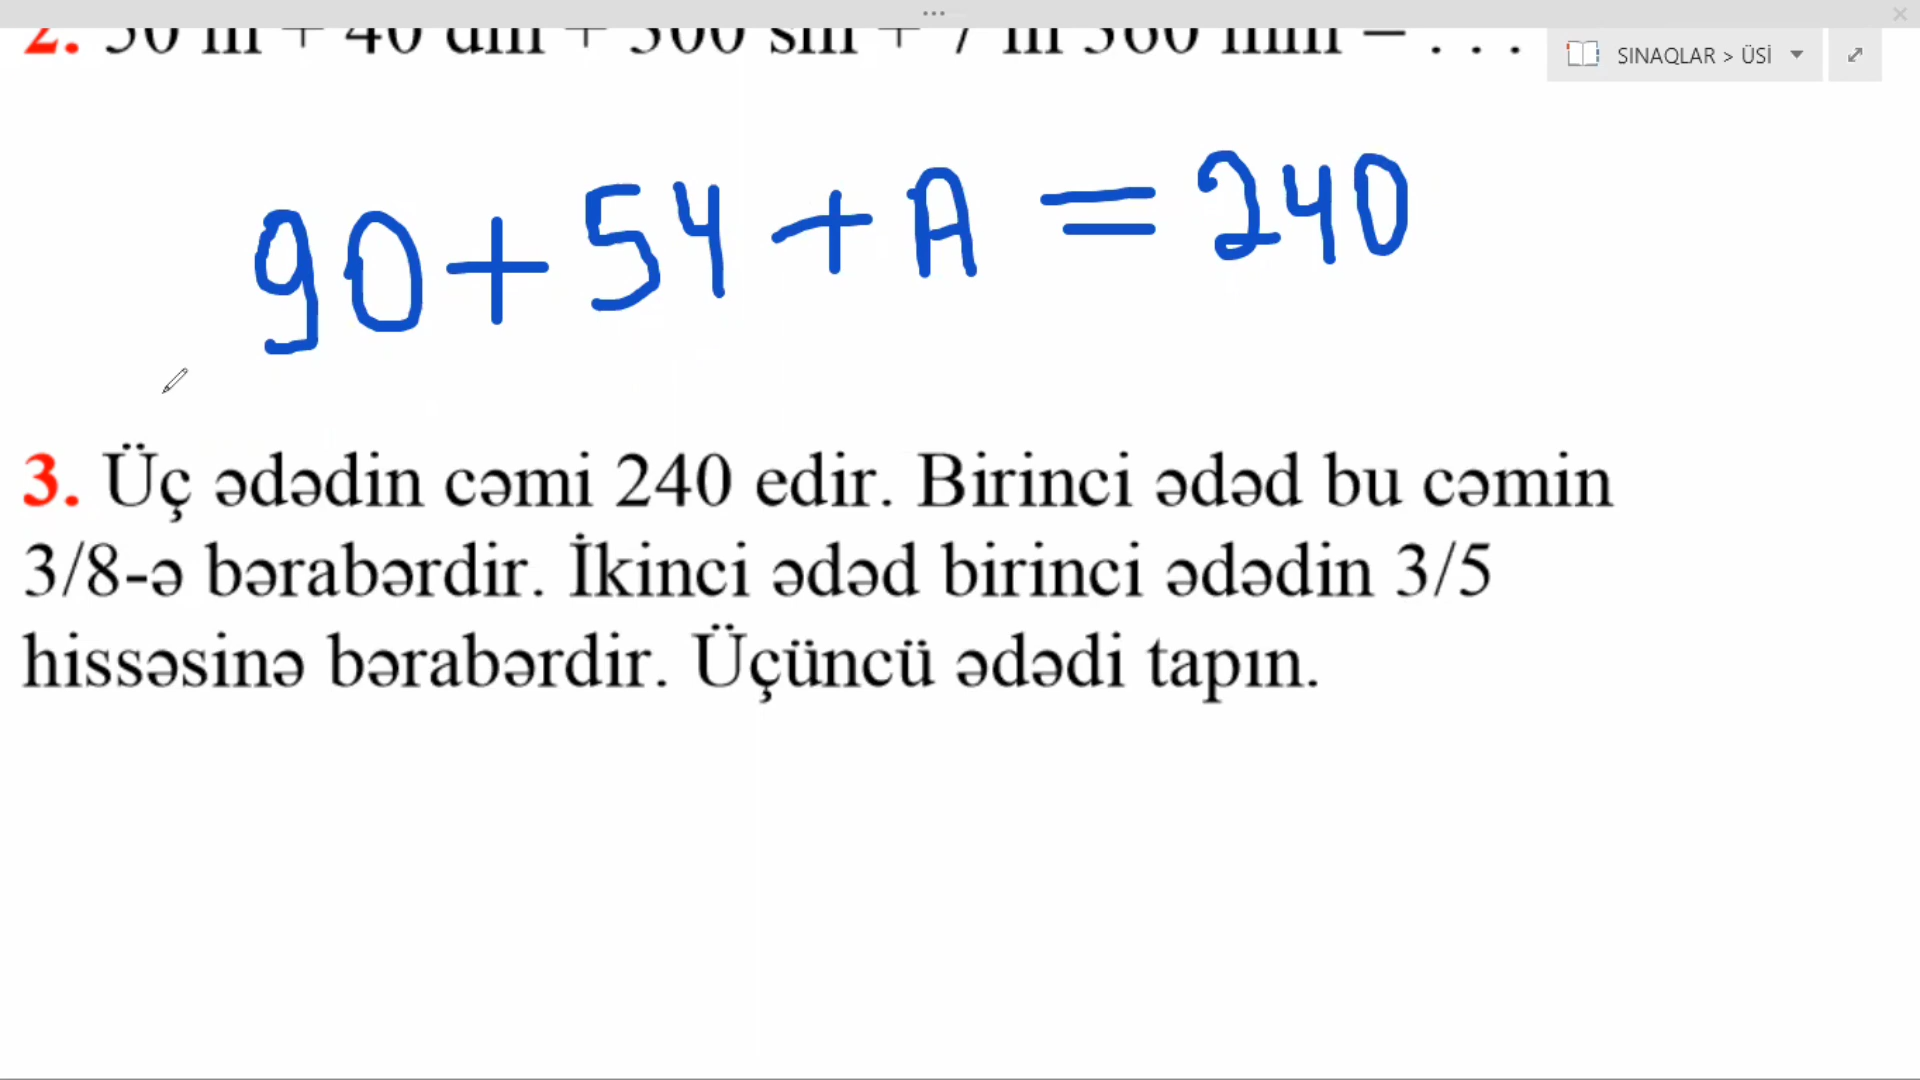 SINAQLAR > ÜSİ
90 + 54 + A = 240
3. Üç ədədin cəmi 240 edir. Birinci ədəd bu cəmin
3/8-ə bərabərdir. İkinci ədəd birinci ədədin 3/5
hissəsinə bərabərdir. Üçüncü ədədi tapın.